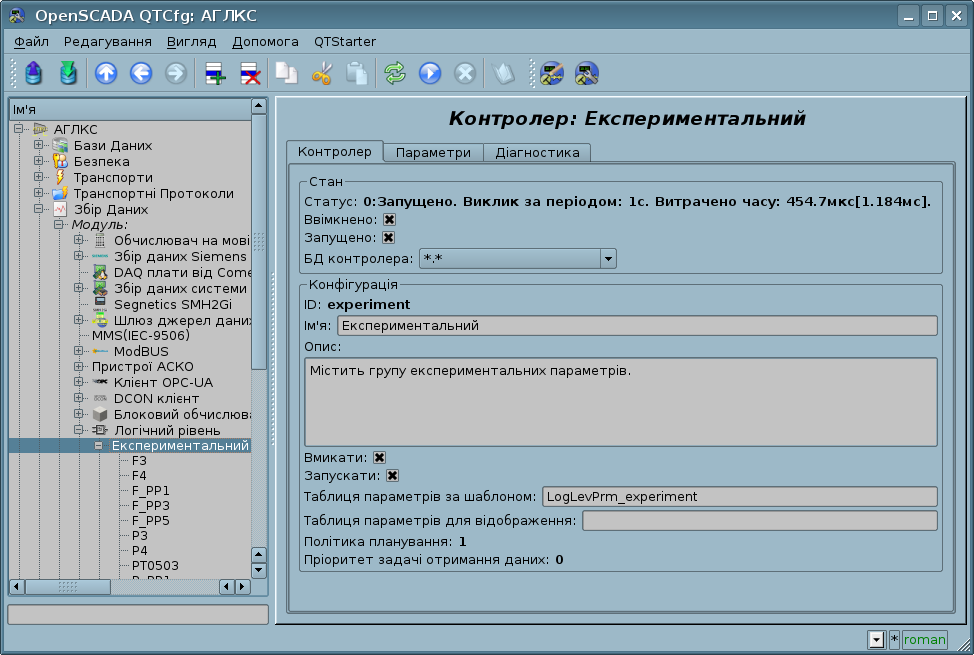 OpenSCADA QTCfg: АГЛКС
Файл Редагування Вигляд Допомога QTStarter
Ім'я
АГЛКС
Бази Даних
Безпека
Транспорти
Транспортні Протоколи
Збір Даних
Модуль:
Обчислювач на мові
Збір даних Siemens
DAQ плати від Come
Збір даних системи
Segnetics SMH2Gi
Шлюз джерел даних
MMS(IEC-9506)
ModBUS
Пристрої АСКО
Клієнт OPC-UA
DCON клієнт
Блоковий обчислюва
Логічний рівень
Експериментальний
F3
F4
F_PP1
F_PP3
F_PP5
P3
P4
PT0503
Контролер: Експериментальний
Контролер Параметри Діагностика
Стан
Статус: 0:Запущено. Виклик за періодом: 1с. Витрачено часу: 454.7мкс[1.184мс].
Ввімкнено:
Запущено:
БД контролера: *.*
Конфігурація
ID: experiment
Ім'я: Експериментальний
Опис:
Містить групу експериментальних параметрів.
Вмикати:
Запускати:
Таблиця параметрів за шаблоном: LogLevPrm_experiment
Таблиця параметрів для відображення:
Політика планування: 1
Пріоритет задачі отримання даних: 0
* roman